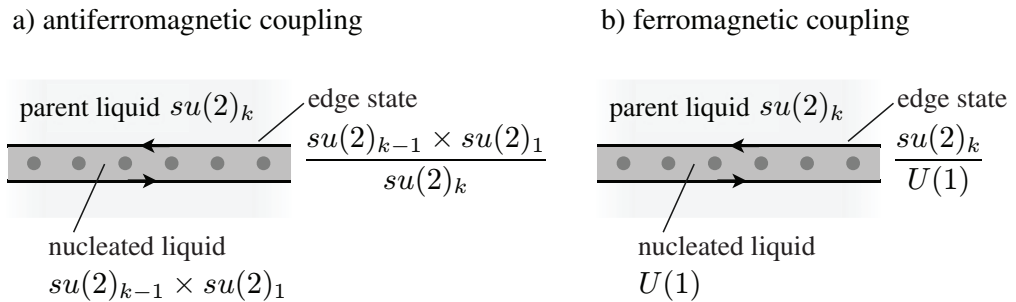 a) antiferromagnetic coupling
parent liquid su(2)_k
edge state
\frac{su(2)_{k-1} × su(2)_1}{su(2)_k}
nucleated liquid
su(2)_{k-1} × su(2)_1
b) ferromagnetic coupling
parent liquid su(2)_k
edge state
\frac{su(2)_k}{U(1)}
nucleated liquid
U(1)